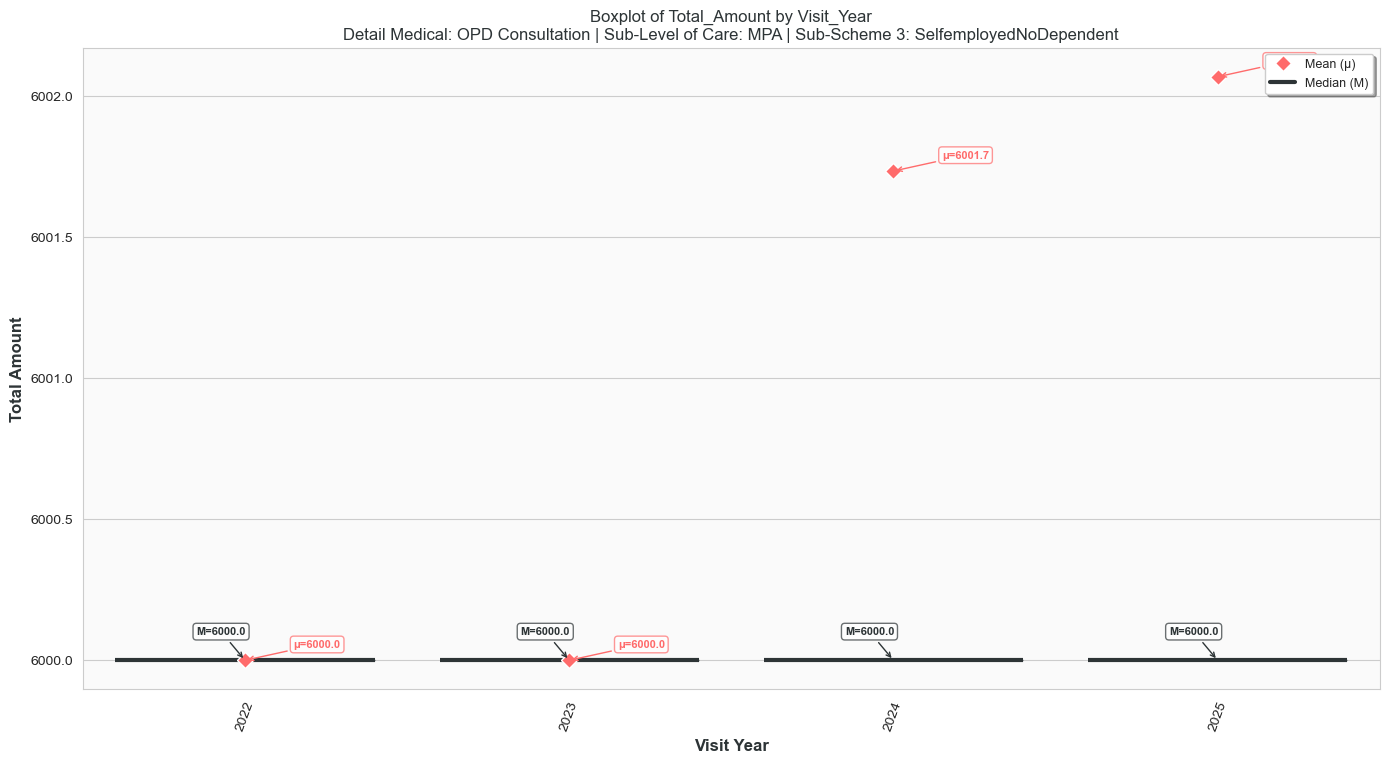 Boxplot of Total_Amount by Visit_Year
Detail Medical: OPD Consultation | Sub-Level of Care: MPA | Sub-Scheme 3: SelfemployedNoDependent
Mean (μ)
Median (M)
Total Amount
6002.0
6001.5
6001.0
6000.5
6000.0
μ=6001.7
M=6000.0
μ=6000.0
M=6000.0
μ=6000.0
M=6000.0
M=6000.0
2022
2023
2024
2025
Visit Year